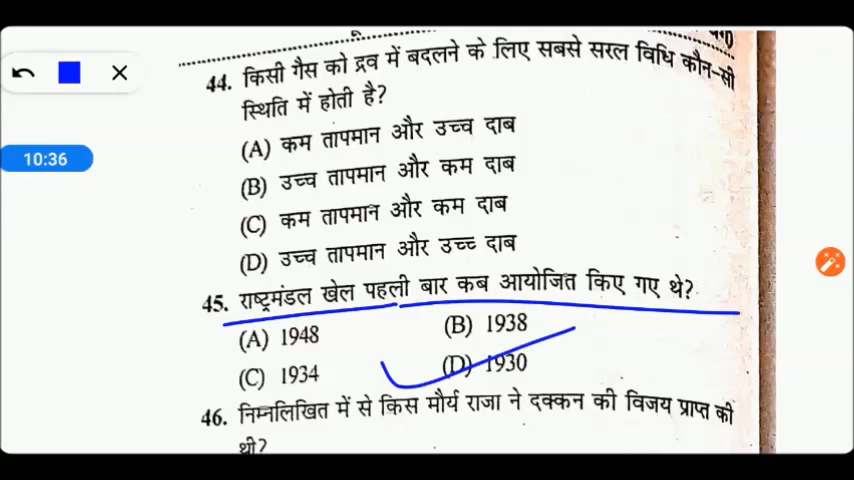 44. किसी गैस को द्रव में बदलने के लिए सबसे सरल विधि कौन-सी
स्थिति में होती है?
(A) कम तापमान और उच्च दाब
10:36
(B) उच्च तापमान और कम दाब
(C) कम तापमान और कम दाब
(D) उच्च तापमान और उच्च दाब
45. राष्ट्रमंडल खेल पहली बार कब आयोजित किए गए थे?
(A) 1948 (B) 1938
(C) 1934 (D) 1930
46. निम्नलिखित में से किस मौर्य राजा ने दक्कन की विजय प्राप्त की
थी?